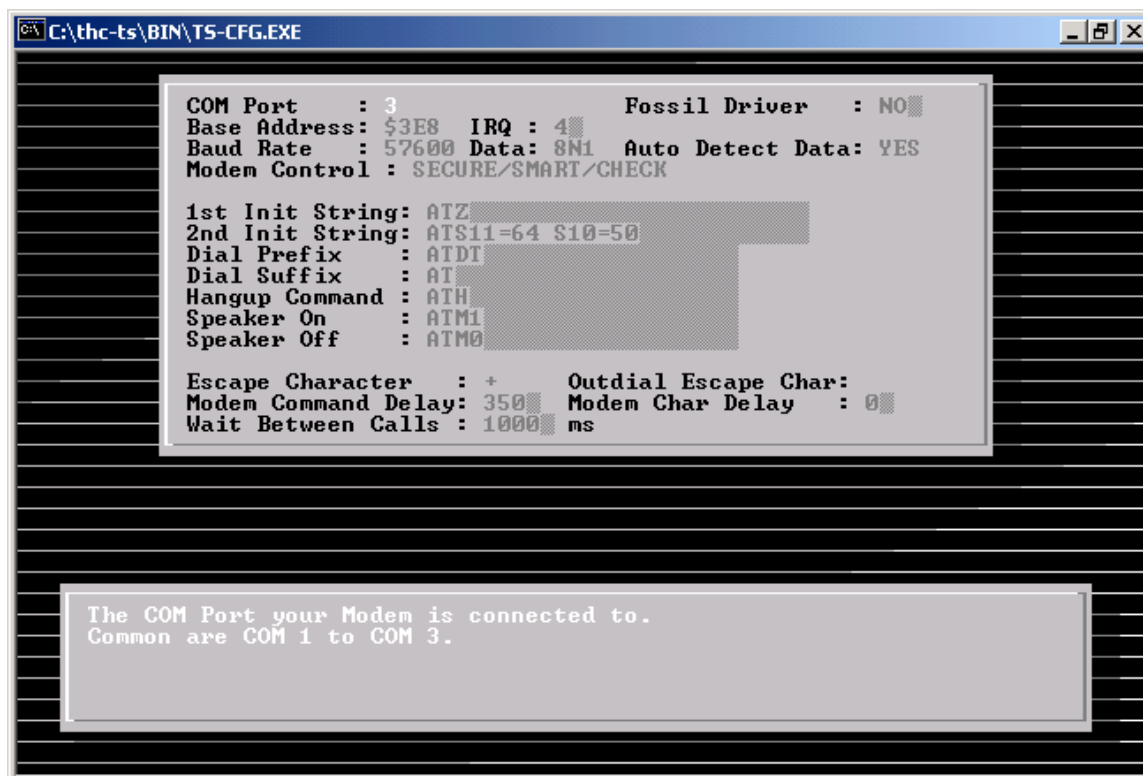 C:\thc-ts\BIN\TS-CFG.EXE
COM Port : 3 Fossil Driver : NO
Base Address: $3E8 IRQ : 4
Baud Rate : 57600 Data: 8N1 Auto Detect Data: YES
Modem Control : SECURE/SMART/CHECK
1st Init String: ATZ
2nd Init String: ATS11=64 S10=50
Dial Prefix : ATDT
Dial Suffix : AT
Hangup Command : ATH
Speaker On : ATM1
Speaker Off : ATM0
Escape Character : + Outdial Escape Char:
Modem Command Delay: 350 Modem Char Delay : 0
Wait Between Calls : 1000 ms
The COM Port your Modem is connected to.
Common are COM 1 to COM 3.